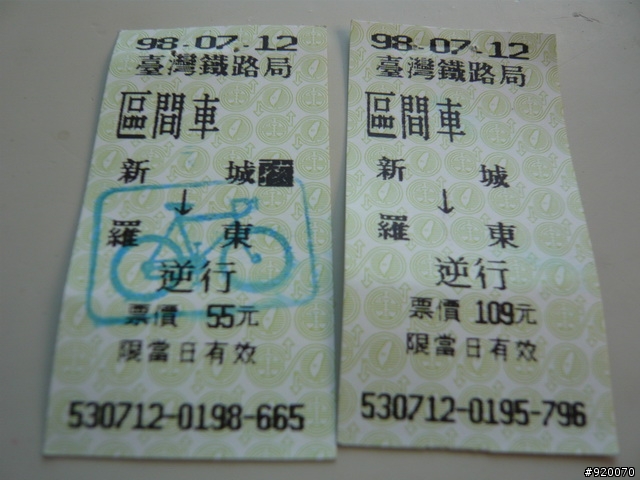 98-07-12
臺灣鐵路局
區間車
新城孩
↓
羅東
逆行
票價 55元
限當日有效
530712-0198-665
98-07-12
臺灣鐵路局
區間車
新城
↓
羅東
逆行
票價 109元
限當日有效
530712-0195-796
#920070